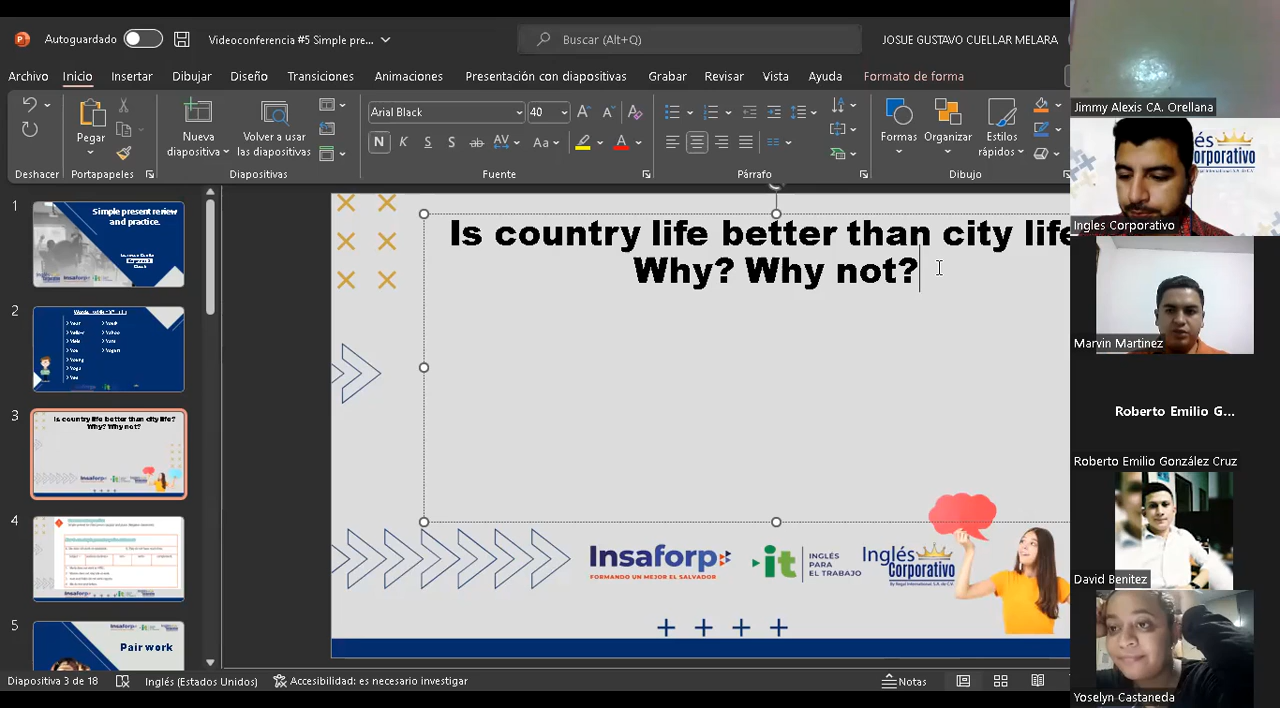 Autoguardado
Videoconferencia #5 Simple pre...
Buscar (Alt+Q)
JOSUE GUSTAVO CUELLAR MELARA
Archivo
Inicio
Insertar
Dibujar
Diseño
Transiciones
Animaciones
Presentación con diapositivas
Grabar
Revisar
Vista
Ayuda
Formato de forma
Pegar
Nueva
diapositiva
Volver a usar
las diapositivas
Arial Black
40
Formas
Organizar
Estilos
rápidos
Deshacer
Portapapeles
Diapositivas
Fuente
Párrafo
Dibujo
1
Simple present review
and practice.
2
3
Is country life better than city life?
Why? Why not?
4
5
Pair work
Is country life better than city life
Why? Why not?
Insaforp
FORMANDO UN MEJOR EL SALVADOR
it
INGLÉS
PARA
EL TRABAJO
Inglés
Corporativo
Jimmy Alexis CA. Orellana
Ingles Corporativo
Marvin Martinez
Roberto Emilio G...
Roberto Emilio González Cruz
David Benitez
Yoselyn Castaneda
Diapositiva 3 de 18
Inglés (Estados Unidos)
Accesibilidad: es necesario investigar
Notas